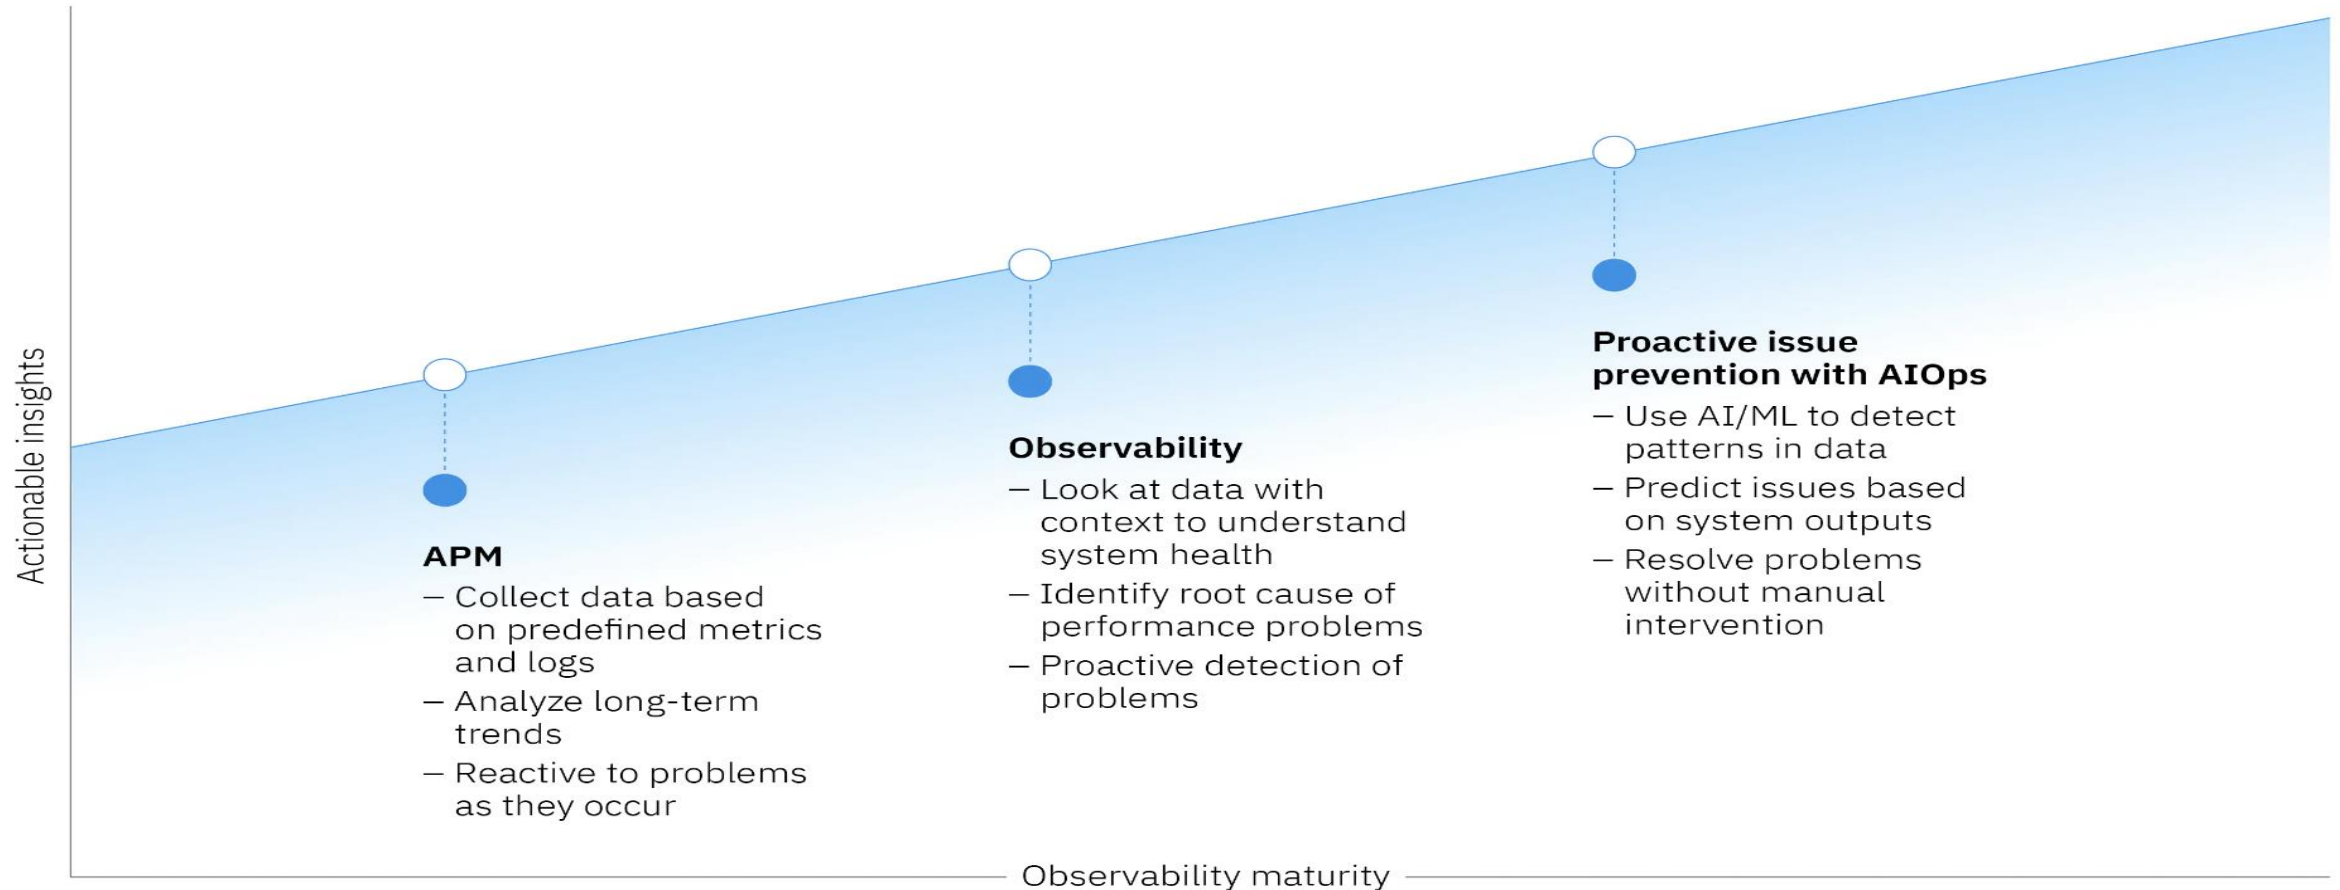 Actionable insights
APM
– Collect data based
on predefined metrics
and logs
– Analyze long-term
trends
– Reactive to problems
as they occur
Observability
– Look at data with
context to understand
system health
– Identify root cause of
performance problems
– Proactive detection of
problems
Proactive issue
prevention with AIOps
– Use AI/ML to detect
patterns in data
– Predict issues based
on system outputs
– Resolve problems
without manual
intervention
Observability maturity